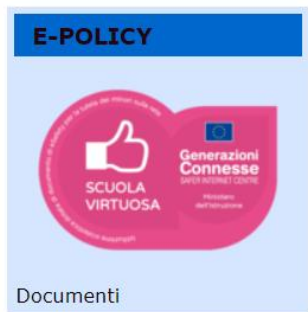 E-POLICY
SCUOLA
VIRTUOSA
Generazioni
Connesse
SAFER INTERNET CENTRE
Ministero
dell'Istruzione
Documenti